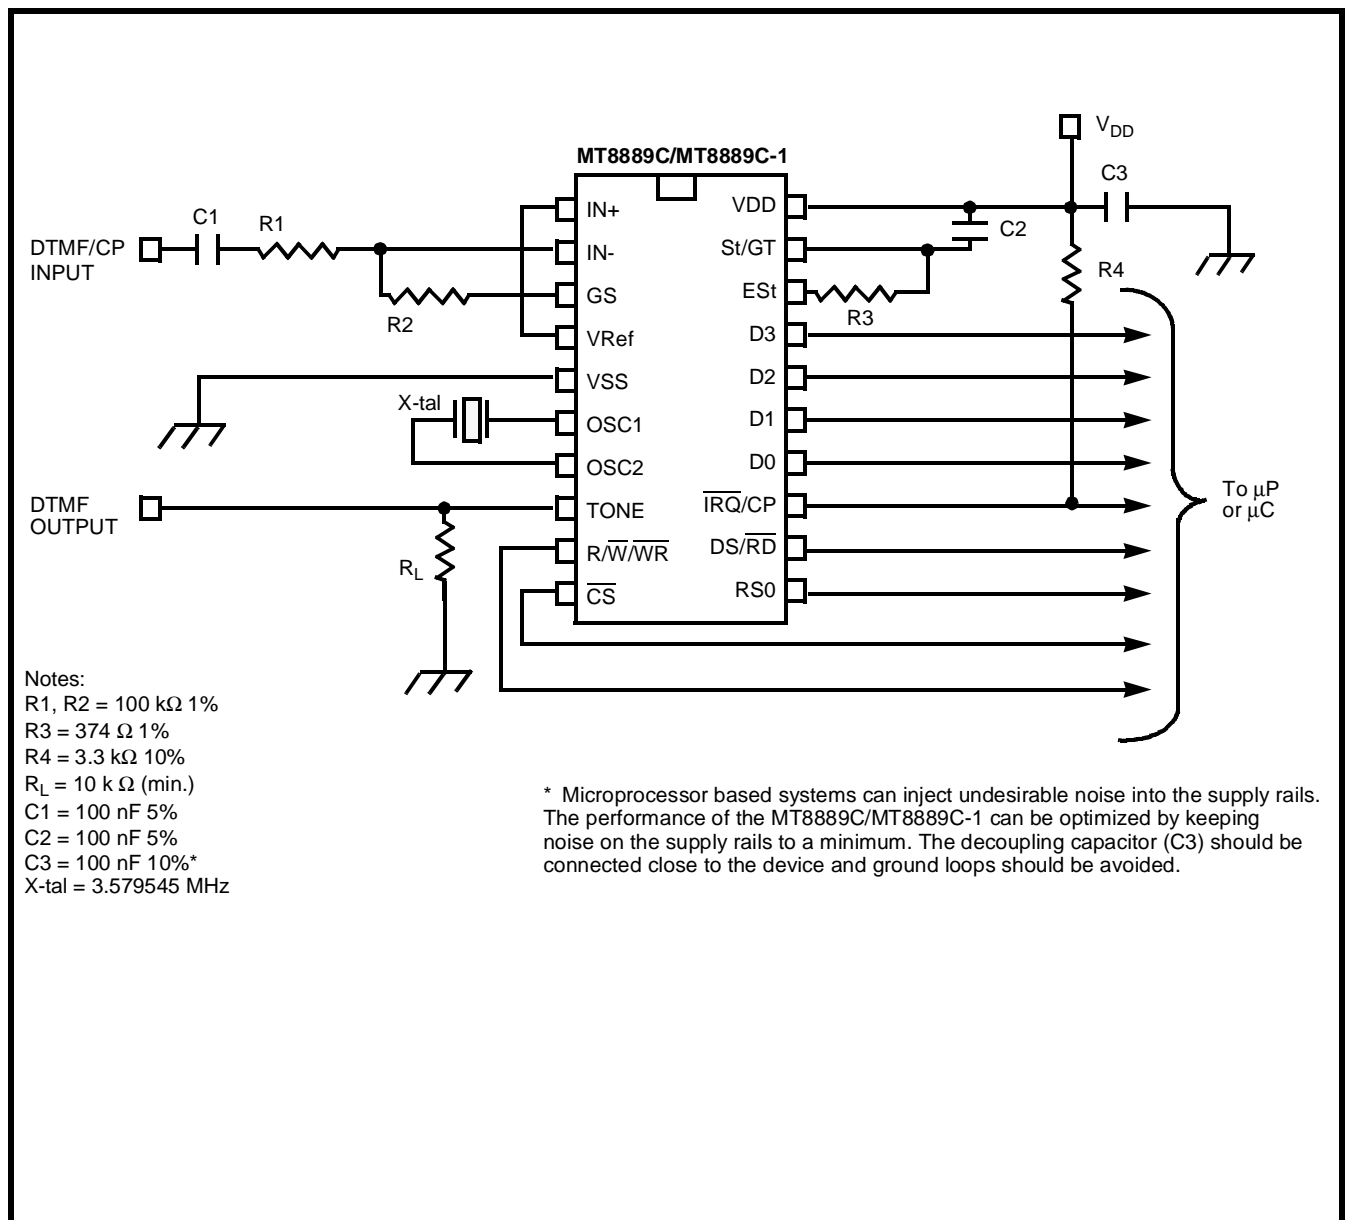 MT8889C/MT8889C-1
VDD
C3
C1
R1
DTMF/CP
INPUT
IN+
VDD
C2
IN-
St/GT
R4
GS
ESt
R2
R3
VRef
D3
VSS
D2
X-tal
OSC1
D1
OSC2
D0
DTMF
OUTPUT
TONE
IRQ/CP
To µP
or µC
R/W/WR
DS/RD
RL
CS
RS0
Notes:
R1, R2 = 100 kΩ 1%
R3 = 374 Ω 1%
R4 = 3.3 kΩ 10%
RL = 10 k Ω (min.)
C1 = 100 nF 5%
C2 = 100 nF 5%
C3 = 100 nF 10%*
X-tal = 3.579545 MHz
* Microprocessor based systems can inject undesirable noise into the supply rails.
The performance of the MT8889C/MT8889C-1 can be optimized by keeping
noise on the supply rails to a minimum. The decoupling capacitor (C3) should be
connected close to the device and ground loops should be avoided.